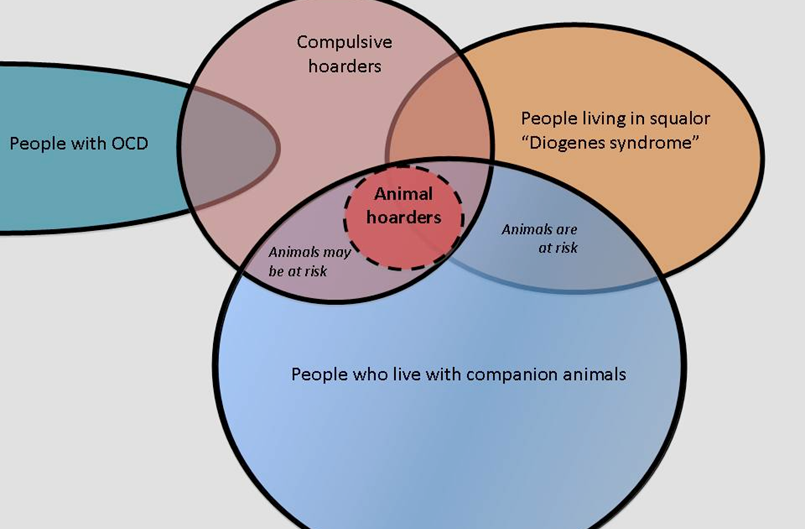 Compulsive
hoarders
People with OCD
People living in squalor
“Diogenes syndrome”
Animal
hoarders
Animals may
be at risk
Animals are
at risk
People who live with companion animals